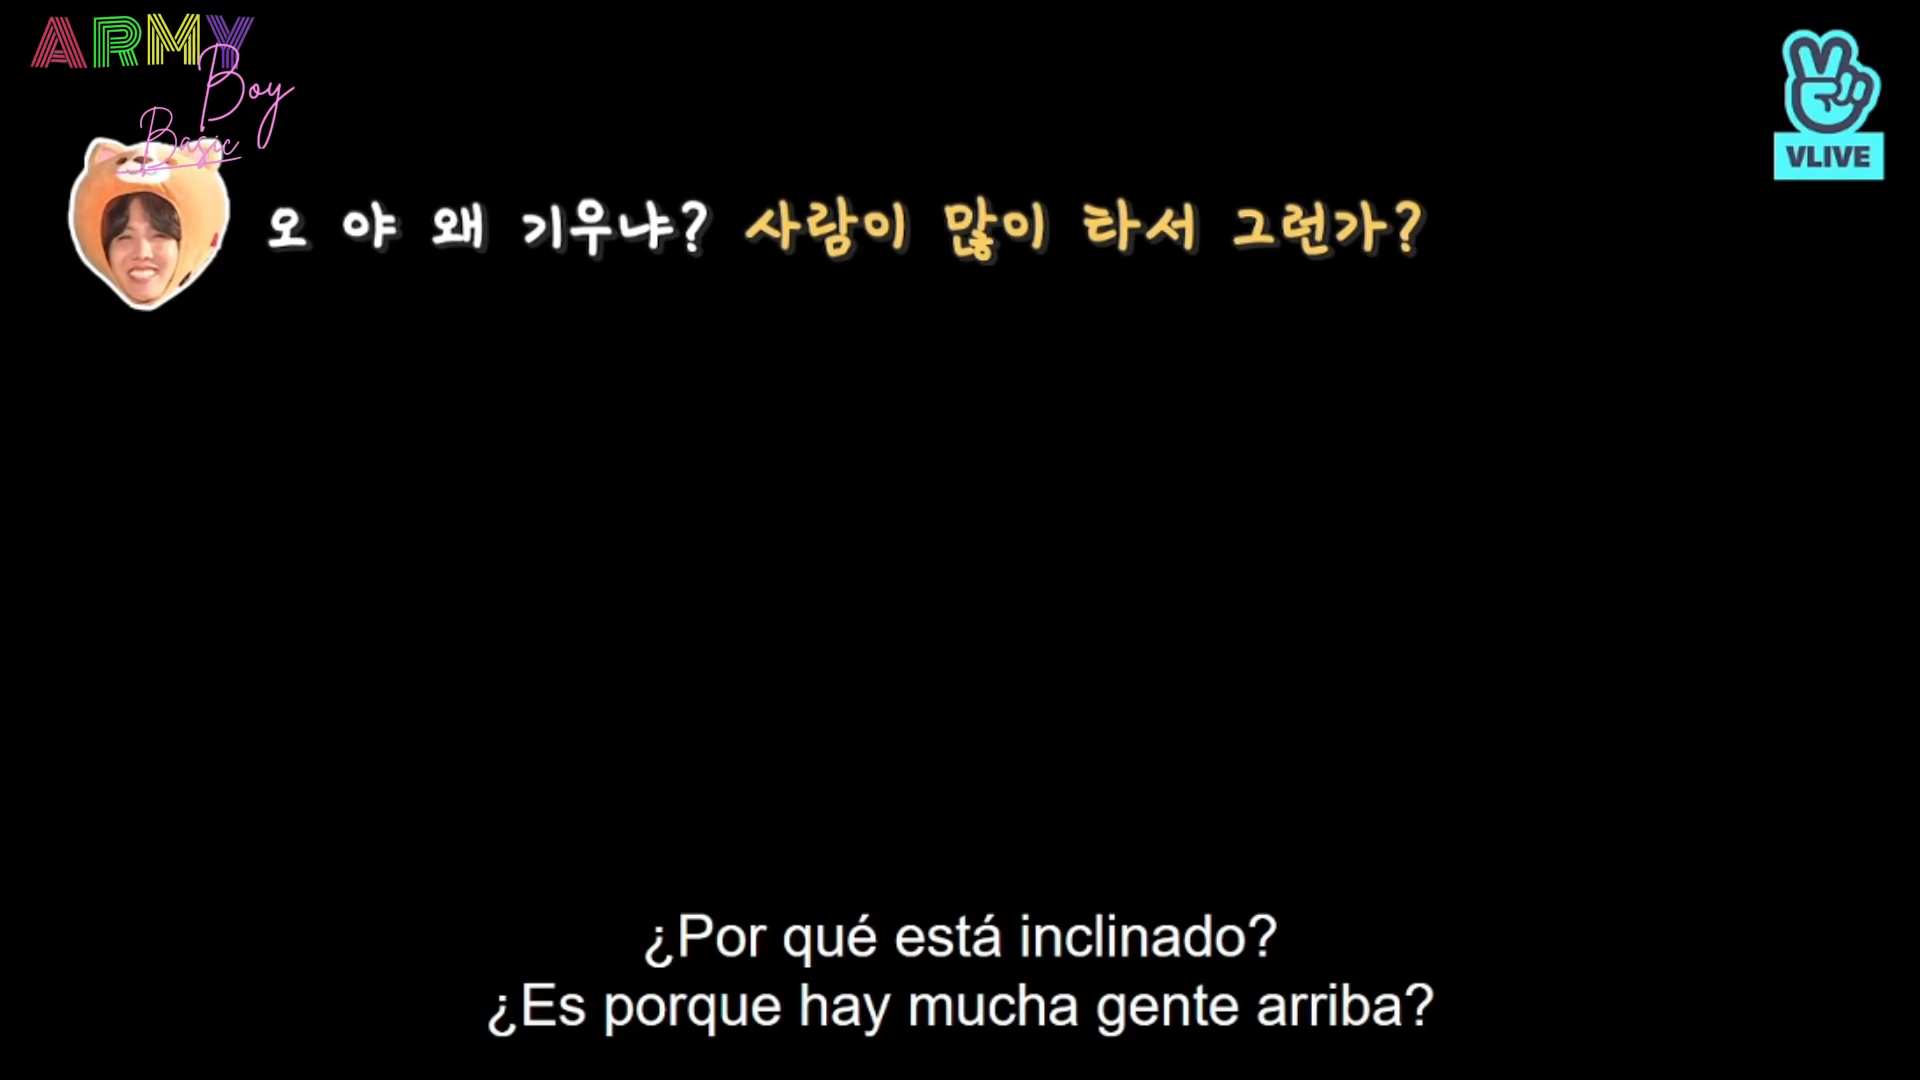 ARMY
Boy
Basic
VLIVE
오 야 왜 기우냐? 사람이 많이 타서 그런가?
¿Por qué está inclinado?
¿Es porque hay mucha gente arriba?